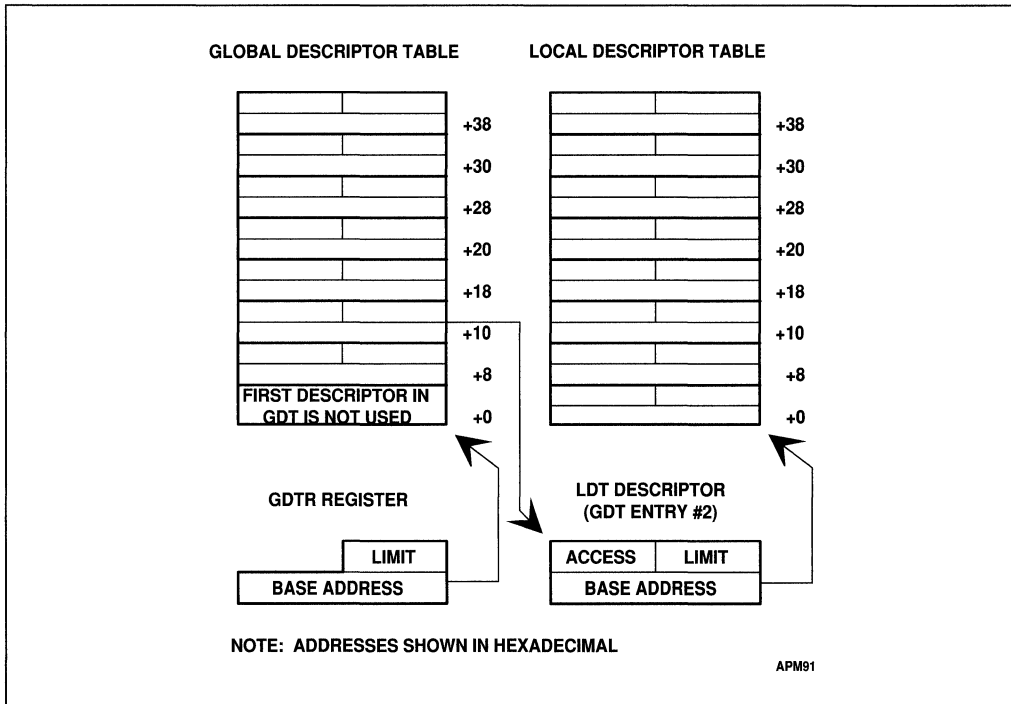 GLOBAL DESCRIPTOR TABLE
LOCAL DESCRIPTOR TABLE
+38
+30
+28
+20
+18
+10
+8
FIRST DESCRIPTOR IN
GDT IS NOT USED
+0
+38
+30
+28
+20
+18
+10
+8
+0
GDTR REGISTER
LIMIT
BASE ADDRESS
LDT DESCRIPTOR
(GDT ENTRY #2)
ACCESS LIMIT
BASE ADDRESS
NOTE: ADDRESSES SHOWN IN HEXADECIMAL
APM91